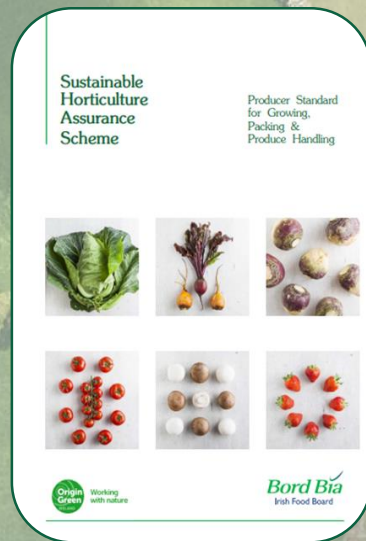 Sustainable
Horticulture
Assurance
Scheme
Producer Standard
for Growing,
Packing &
Produce Handling
Origin
Green
Working
with nature
Bord Bia
Irish Food Board